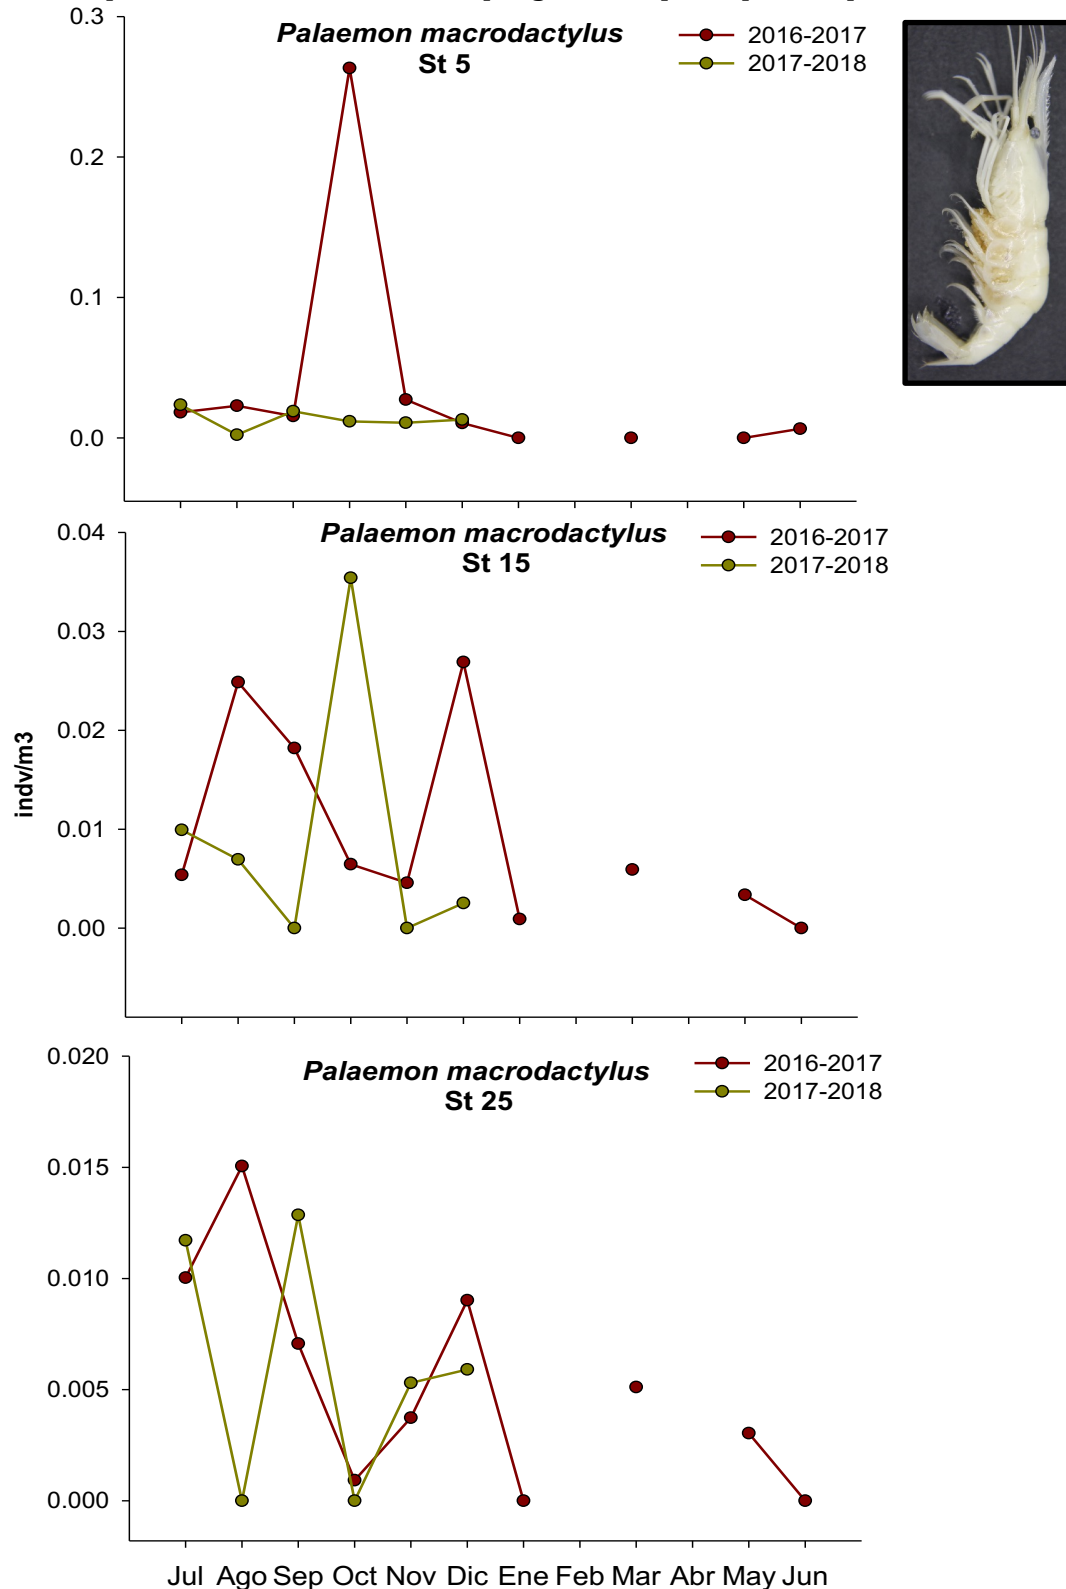 Palaemon macrodactylus
St 5
2016-2017
2017-2018
0.3
0.2
0.1
0.0
Palaemon macrodactylus
St 15
2016-2017
2017-2018
0.04
0.03
0.02
0.01
0.00
indv/m3
Palaemon macrodactylus
St 25
2016-2017
2017-2018
0.020
0.015
0.010
0.005
0.000
Jul Ago Sep Oct Nov Dic Ene Feb Mar Abr May Jun